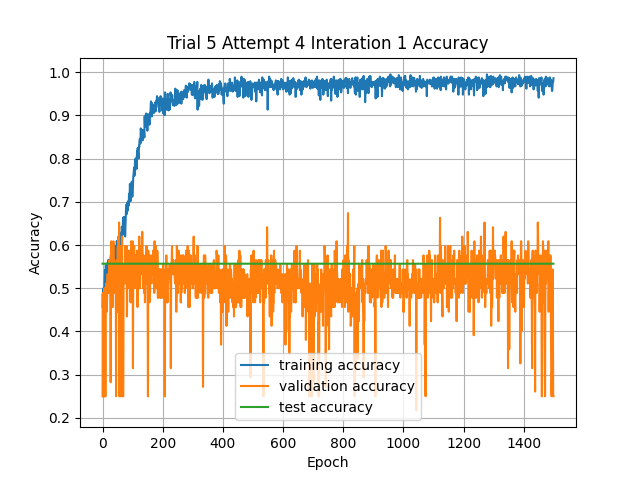 Trial 5 Attempt 4 Interation 1 Accuracy
1.0
0.9
0.8
0.7
0.6
0.5
0.4
0.3
0.2
Accuracy
training accuracy
validation accuracy
test accuracy
0 200 400 600 800 1000 1200 1400
Epoch